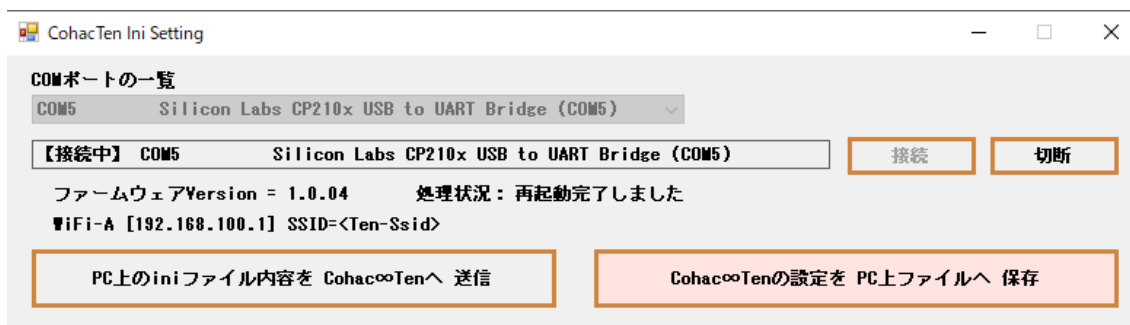 CohacTen Ini Setting
COMポートの一覧
COM5 Silicon Labs CP210x USB to UART Bridge (COM5)
【接続中】 COM5 Silicon Labs CP210x USB to UART Bridge (COM5)
接続
切断
ファームウェアVersion = 1.0.04 処理状況： 再起動完了しました
WiFi-A [192.168.100.1] SSID=<Ten-Ssid>
PC上のiniファイル内容を Cohac∞Tenへ 送信
Cohac∞Tenの設定を PC上ファイルへ 保存